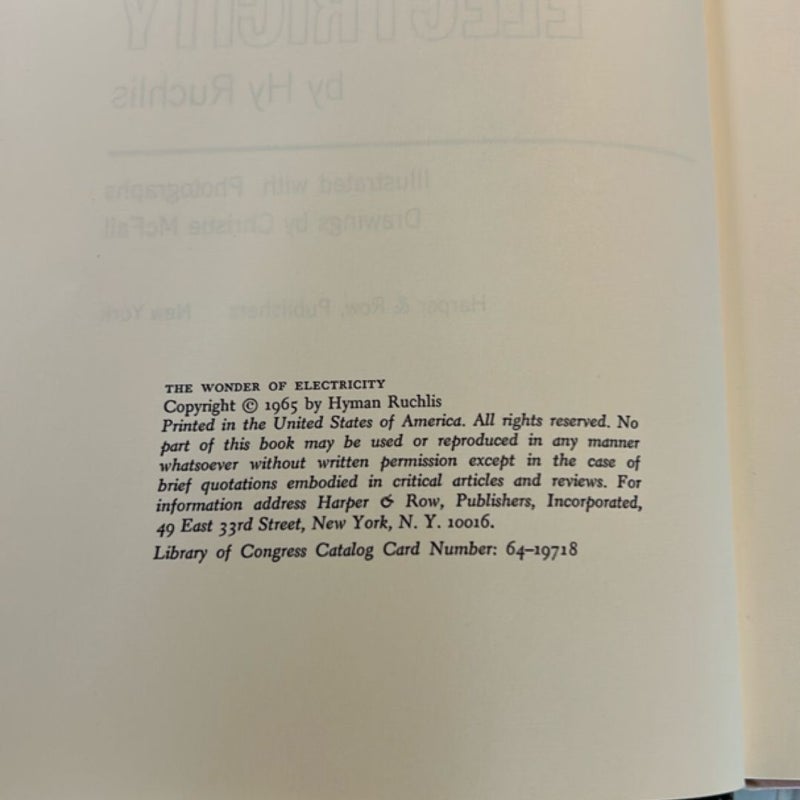 ELECTRICITY
by Hy Ruchlis
Illustrated with Photographs
Drawings by Christie McFall
Harper & Row, Publishers New York
THE WONDER OF ELECTRICITY
Copyright © 1965 by Hyman Ruchlis
Printed in the United States of America. All rights reserved. No
part of this book may be used or reproduced in any manner
whatsoever without written permission except in the case of
brief quotations embodied in critical articles and reviews. For
information address Harper & Row, Publishers, Incorporated,
49 East 33rd Street, New York, N. Y. 10016.
Library of Congress Catalog Card Number: 64–19718